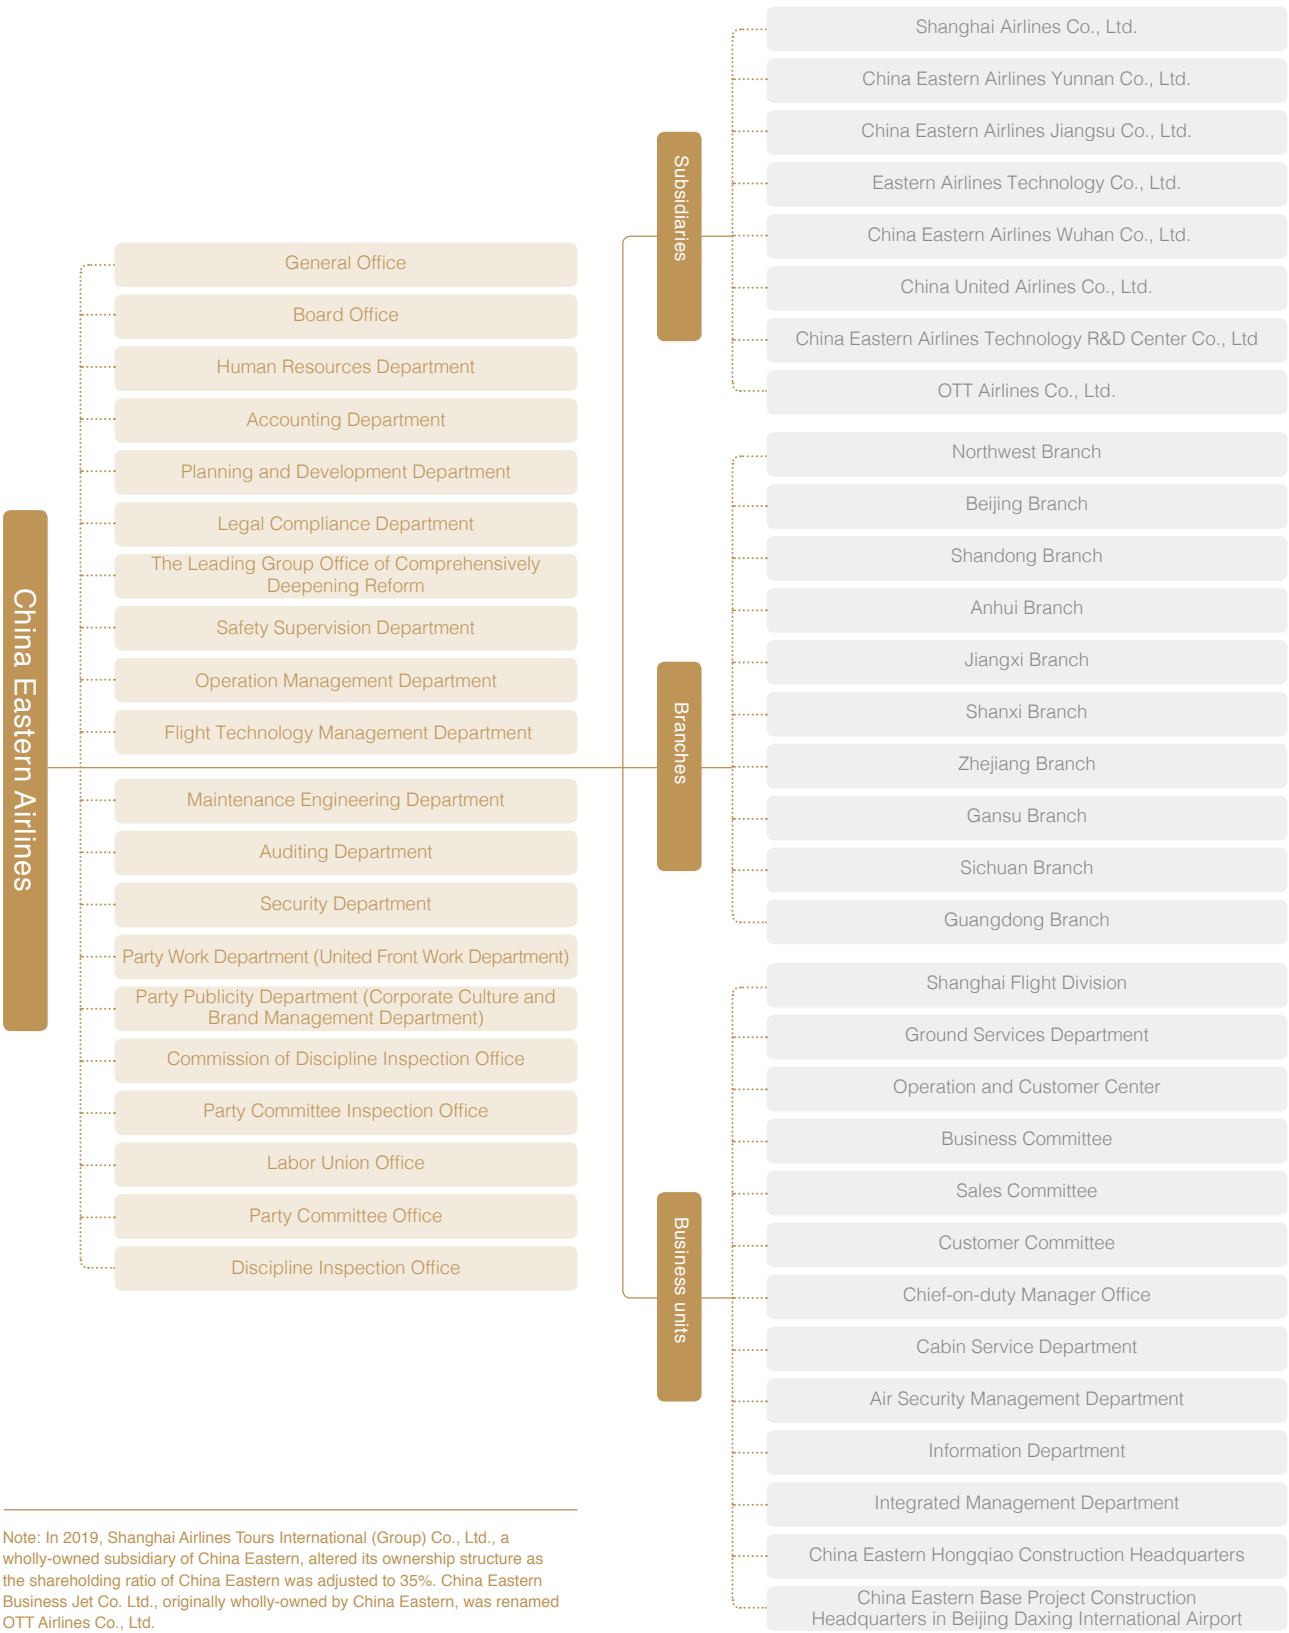 China Eastern Airlines
General Office
Board Office
Human Resources Department
Accounting Department
Planning and Development Department
Legal Compliance Department
The Leading Group Office of Comprehensively
Deepening Reform
Safety Supervision Department
Operation Management Department
Flight Technology Management Department
Maintenance Engineering Department
Auditing Department
Security Department
Party Work Department (United Front Work Department)
Party Publicity Department (Corporate Culture and
Brand Management Department)
Commission of Discipline Inspection Office
Party Committee Inspection Office
Labor Union Office
Party Committee Office
Discipline Inspection Office
Subsidiaries
Shanghai Airlines Co., Ltd.
China Eastern Airlines Yunnan Co., Ltd.
China Eastern Airlines Jiangsu Co., Ltd.
Eastern Airlines Technology Co., Ltd.
China Eastern Airlines Wuhan Co., Ltd.
China United Airlines Co., Ltd.
China Eastern Airlines Technology R&D Center Co., Ltd
OTT Airlines Co., Ltd.
Branches
Northwest Branch
Beijing Branch
Shandong Branch
Anhui Branch
Jiangxi Branch
Shanxi Branch
Zhejiang Branch
Gansu Branch
Sichuan Branch
Guangdong Branch
Business units
Shanghai Flight Division
Ground Services Department
Operation and Customer Center
Business Committee
Sales Committee
Customer Committee
Chief-on-duty Manager Office
Cabin Service Department
Air Security Management Department
Information Department
Integrated Management Department
China Eastern Hongqiao Construction Headquarters
China Eastern Base Project Construction
Headquarters in Beijing Daxing International Airport
Note: In 2019, Shanghai Airlines Tours International (Group) Co., Ltd., a
wholly-owned subsidiary of China Eastern, altered its ownership structure as
the shareholding ratio of China Eastern was adjusted to 35%. China Eastern
Business Jet Co. Ltd., originally wholly-owned by China Eastern, was renamed
OTT Airlines Co., Ltd.